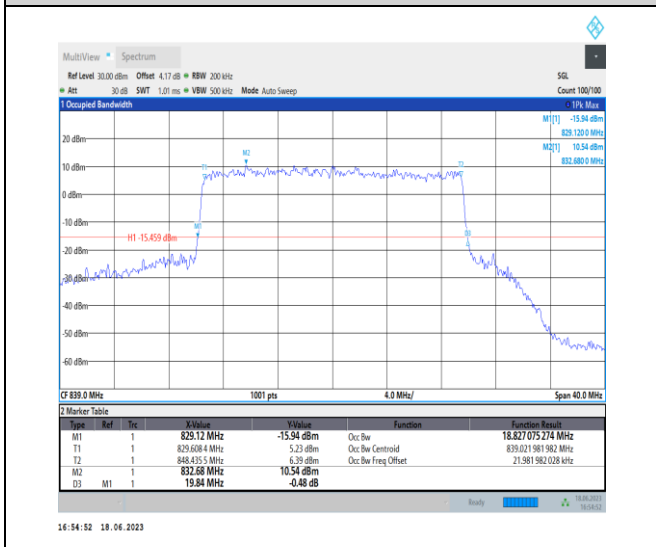 MultiView Spectrum
Ref Level 30.00 dBm Offset 4.17 dB RBW 200 kHz SGL
Att 30 dB SWT 1.01 ms VBW 500 kHz Mode Auto Sweep Count 100/100
1 Occupied Bandwidth 1Pk Max
M1[1] -15.94 dBm
829.120 0 MHz
M2[1] 10.54 dBm
832.680 0 MHz
20 dBm
M2
T1
T2
10 dBm
0 dBm
-10 dBm
H1 -15.459 dBm
-20 dBm
-30 dBm
-40 dBm
-50 dBm
-60 dBm
CF 839.0 MHz 1001 pts 4.0 MHz/ Span 40.0 MHz
2 Marker Table
Type Ref Trc X-Value Y-Value Function Function Result
M1 1 829.12 MHz -15.94 dBm Occ Bw 18.827 075 274 MHz
T1 1 829.608 4 MHz 5.23 dBm Occ Bw Centroid 839.021 981 982 MHz
T2 1 848.435 5 MHz 6.39 dBm Occ Bw Freq Offset 21.981 982 028 kHz
M2 1 832.68 MHz 10.54 dBm
D3 M1 1 19.84 MHz -0.48 dB
Ready 18.06.2023
16:54:52
16:54:52 18.06.2023